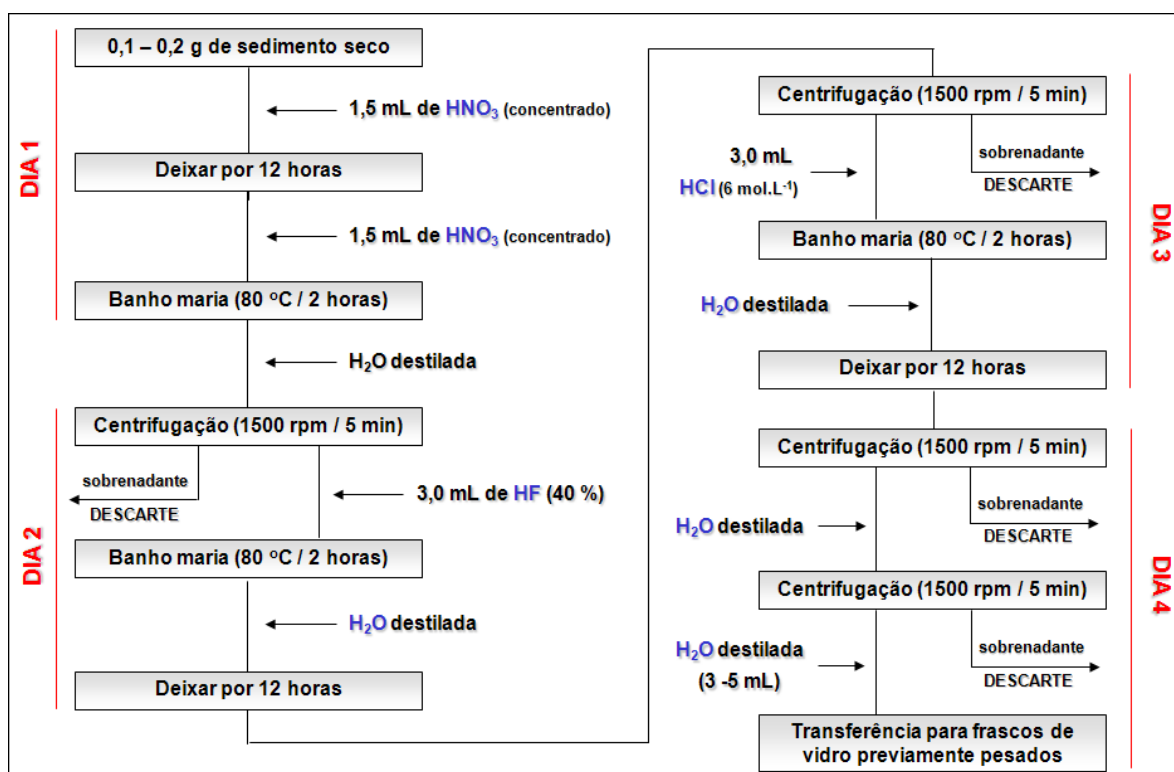 DIA 1
0,1 – 0,2 g de sedimento seco
1,5 mL de HNO₃ (concentrado)
Deixar por 12 horas
1,5 mL de HNO₃ (concentrado)
Banho maria (80 ºC / 2 horas)
H₂O destilada
DIA 2
Centrifugação (1500 rpm / 5 min)
sobrenadante
DESCARTE
3,0 mL de HF (40 %)
Banho maria (80 ºC / 2 horas)
H₂O destilada
Deixar por 12 horas
DIA 3
Centrifugação (1500 rpm / 5 min)
sobrenadante
DESCARTE
3,0 mL
HCl (6 mol.L⁻¹)
Banho maria (80 ºC / 2 horas)
H₂O destilada
Deixar por 12 horas
DIA 4
Centrifugação (1500 rpm / 5 min)
sobrenadante
DESCARTE
H₂O destilada
Centrifugação (1500 rpm / 5 min)
sobrenadante
DESCARTE
H₂O destilada
(3 -5 mL)
Transferência para frascos de
vidro previamente pesados